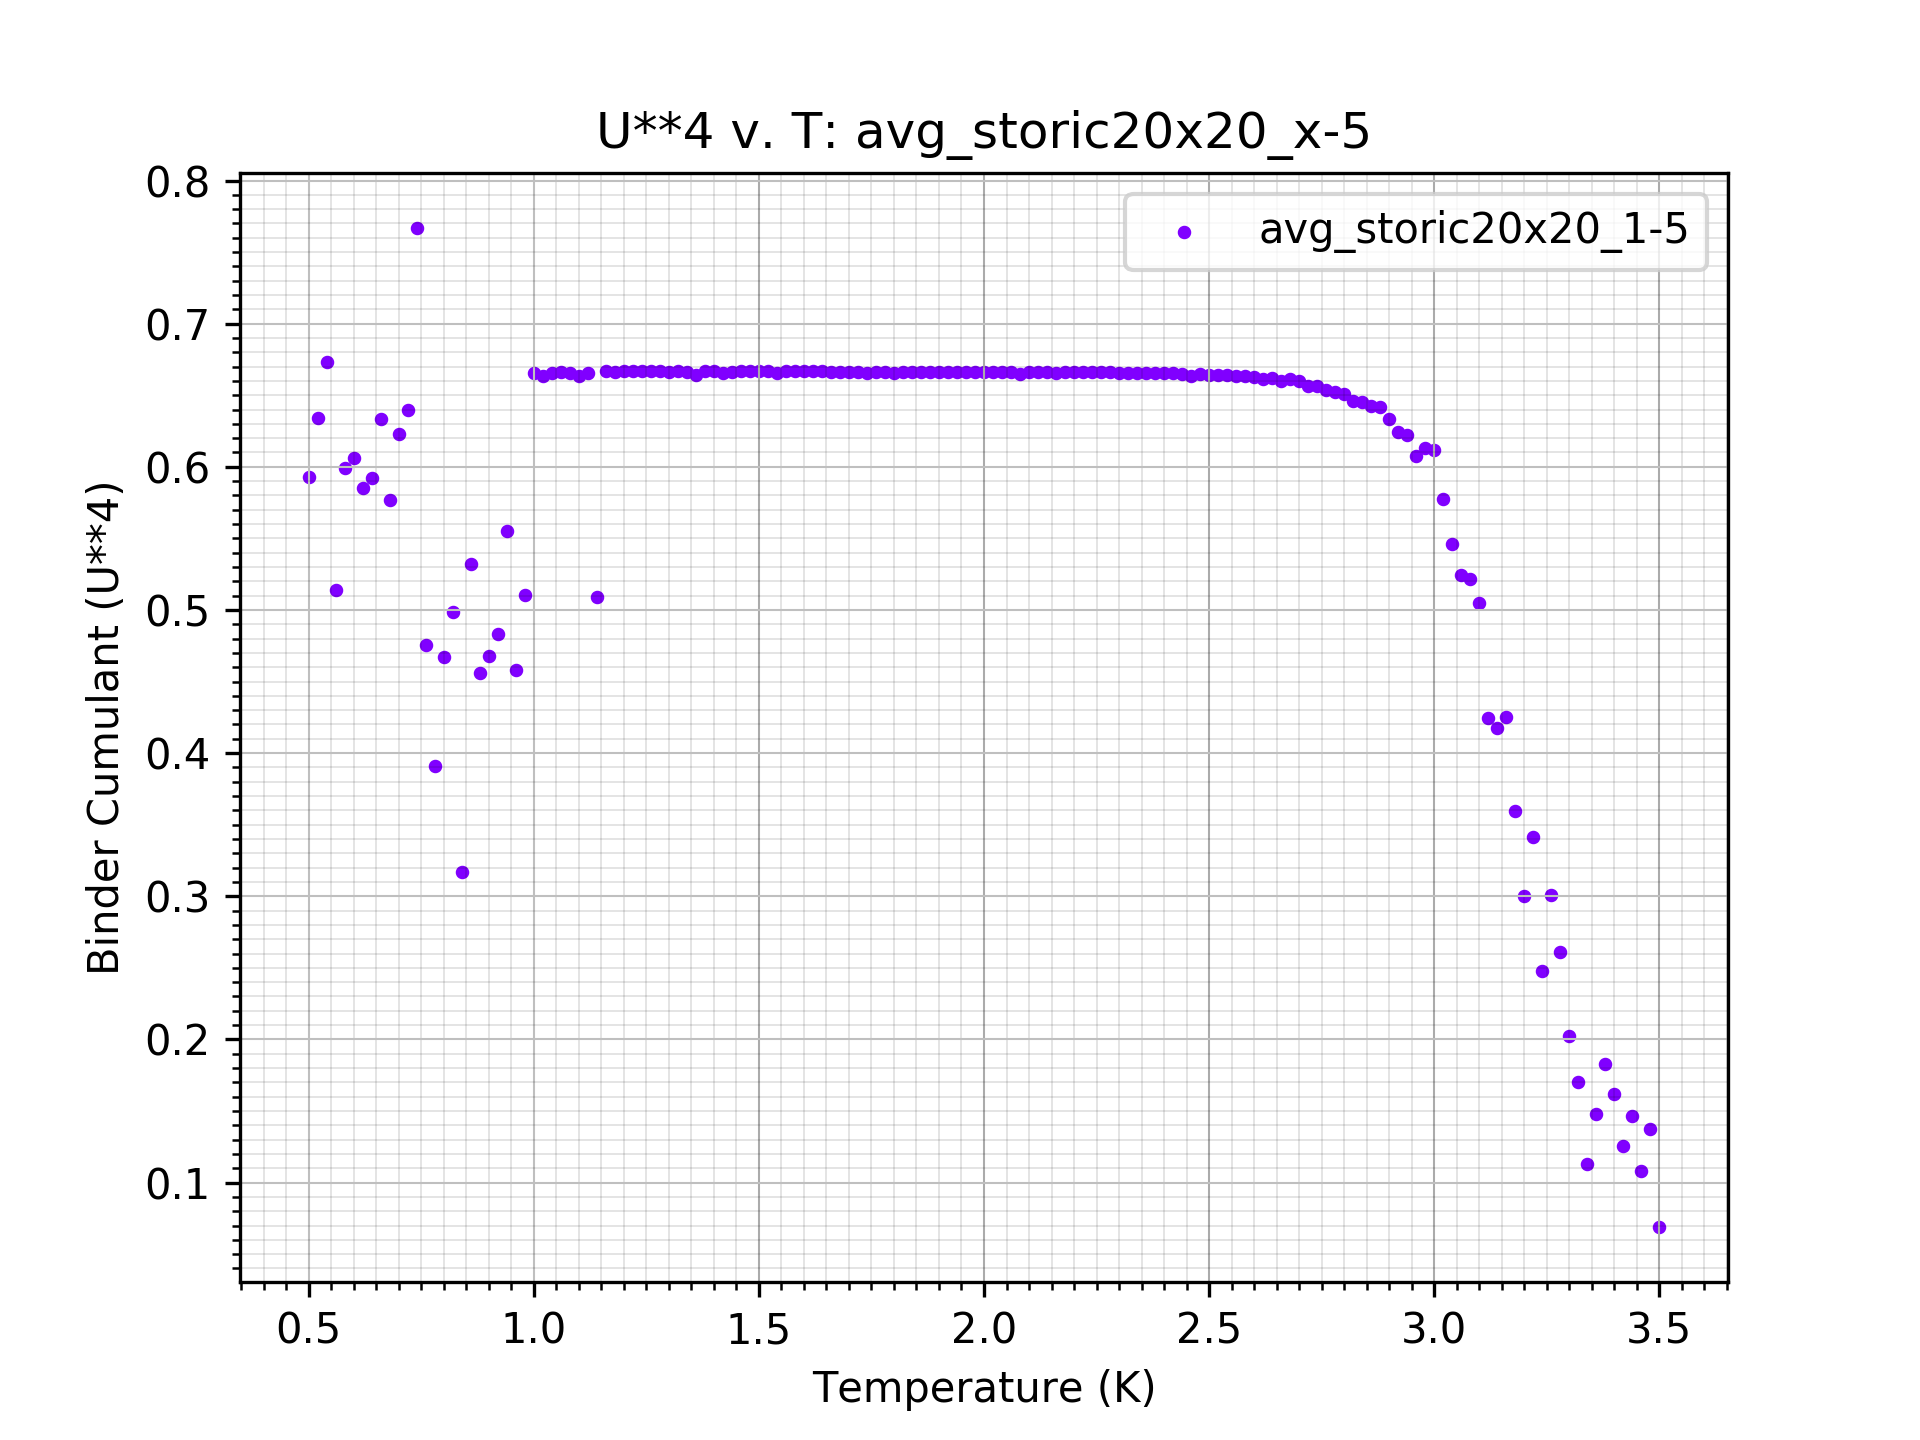 U**4 v. T: avg_storic20x20_x-5
avg_storic20x20_1-5
Binder Cumulant (U**4)
0.8
0.7
0.6
0.5
0.4
0.3
0.2
0.1
0.5 1.0 1.5 2.0 2.5 3.0 3.5
Temperature (K)